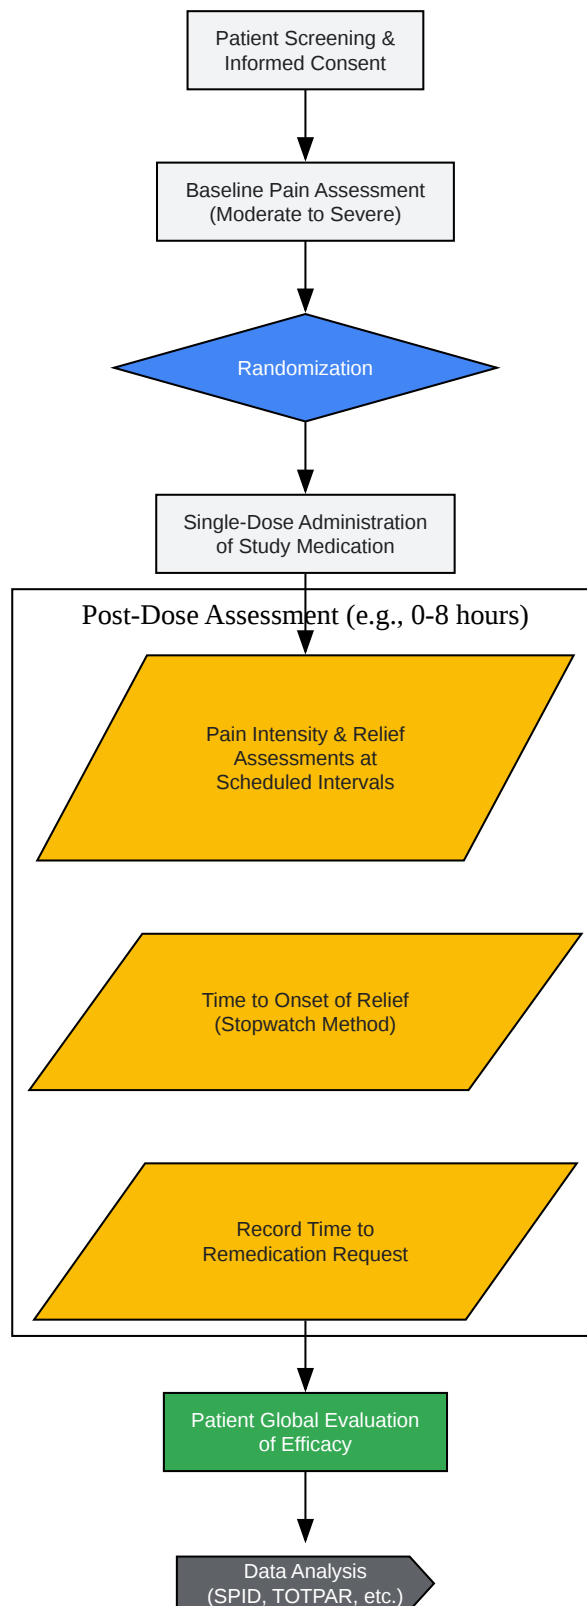 Patient Screening &
Informed Consent
Baseline Pain Assessment
(Moderate to Severe)
Randomization
Single-Dose Administration
of Study Medication
Post-Dose Assessment (e.g., 0-8 hours)
Pain Intensity & Relief
Assessments at
Scheduled Intervals
Time to Onset of Relief
(Stopwatch Method)
Record Time to
Remedication Request
Patient Global Evaluation
of Efficacy
Data Analysis
(SPID, TOTPAR, etc.)